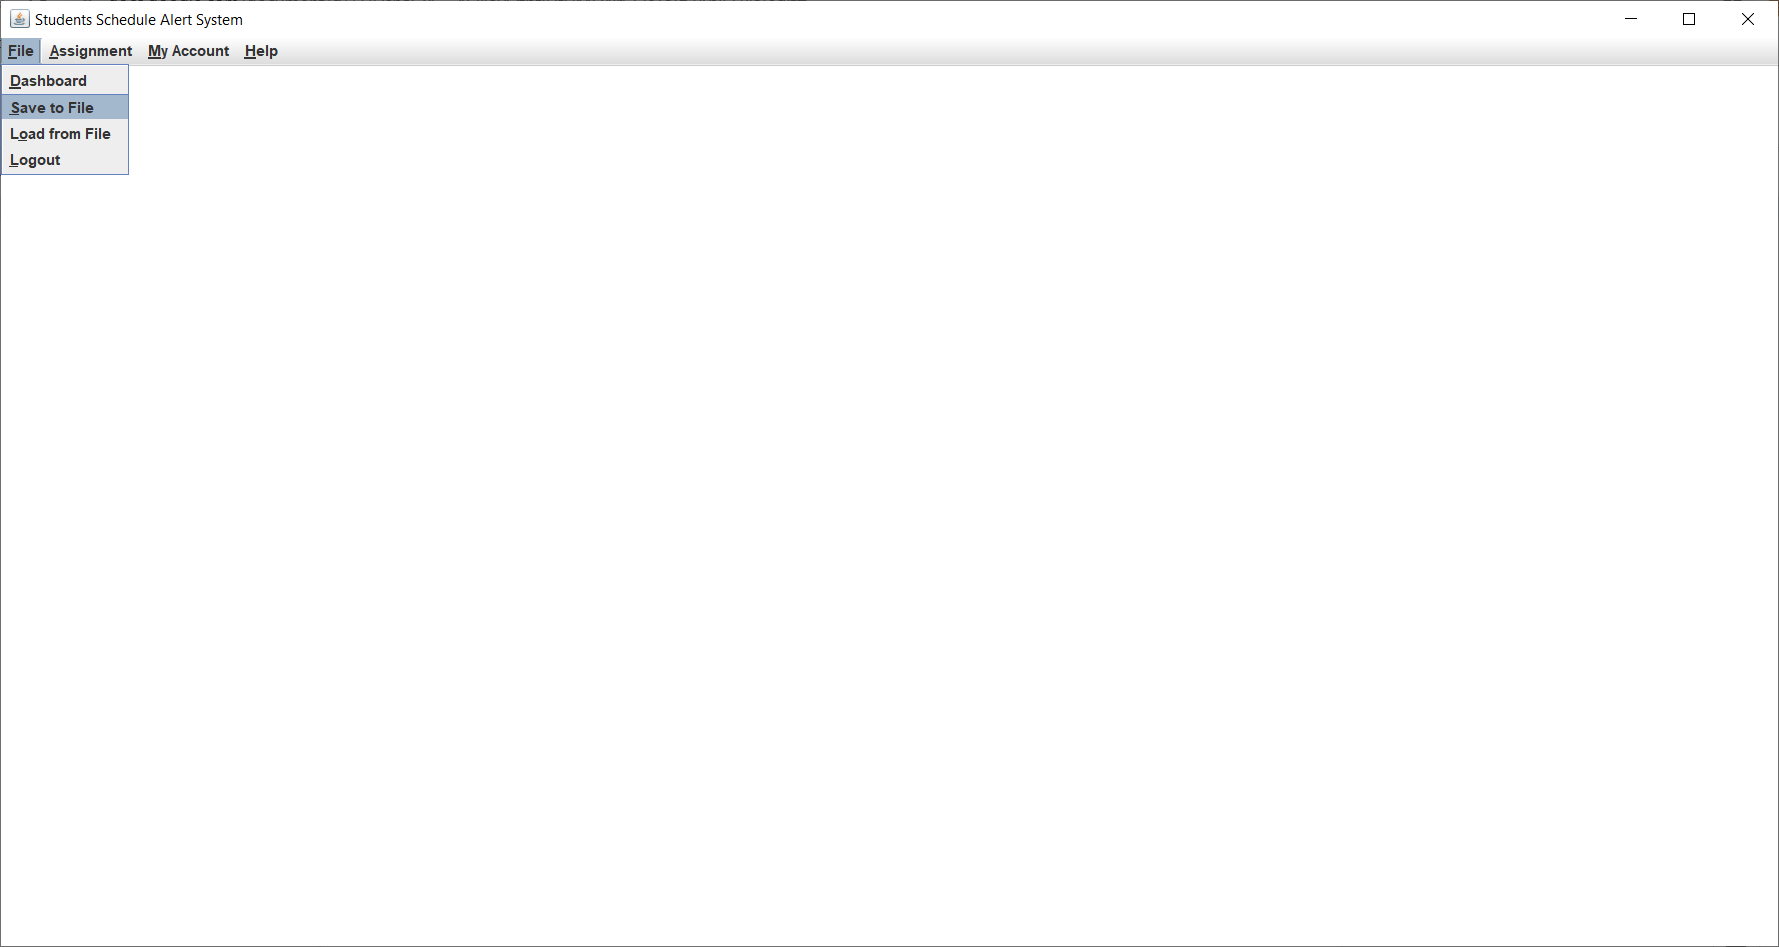 Students Schedule Alert System
File Assignment My Account Help
Dashboard
Save to File
Load from File
Logout